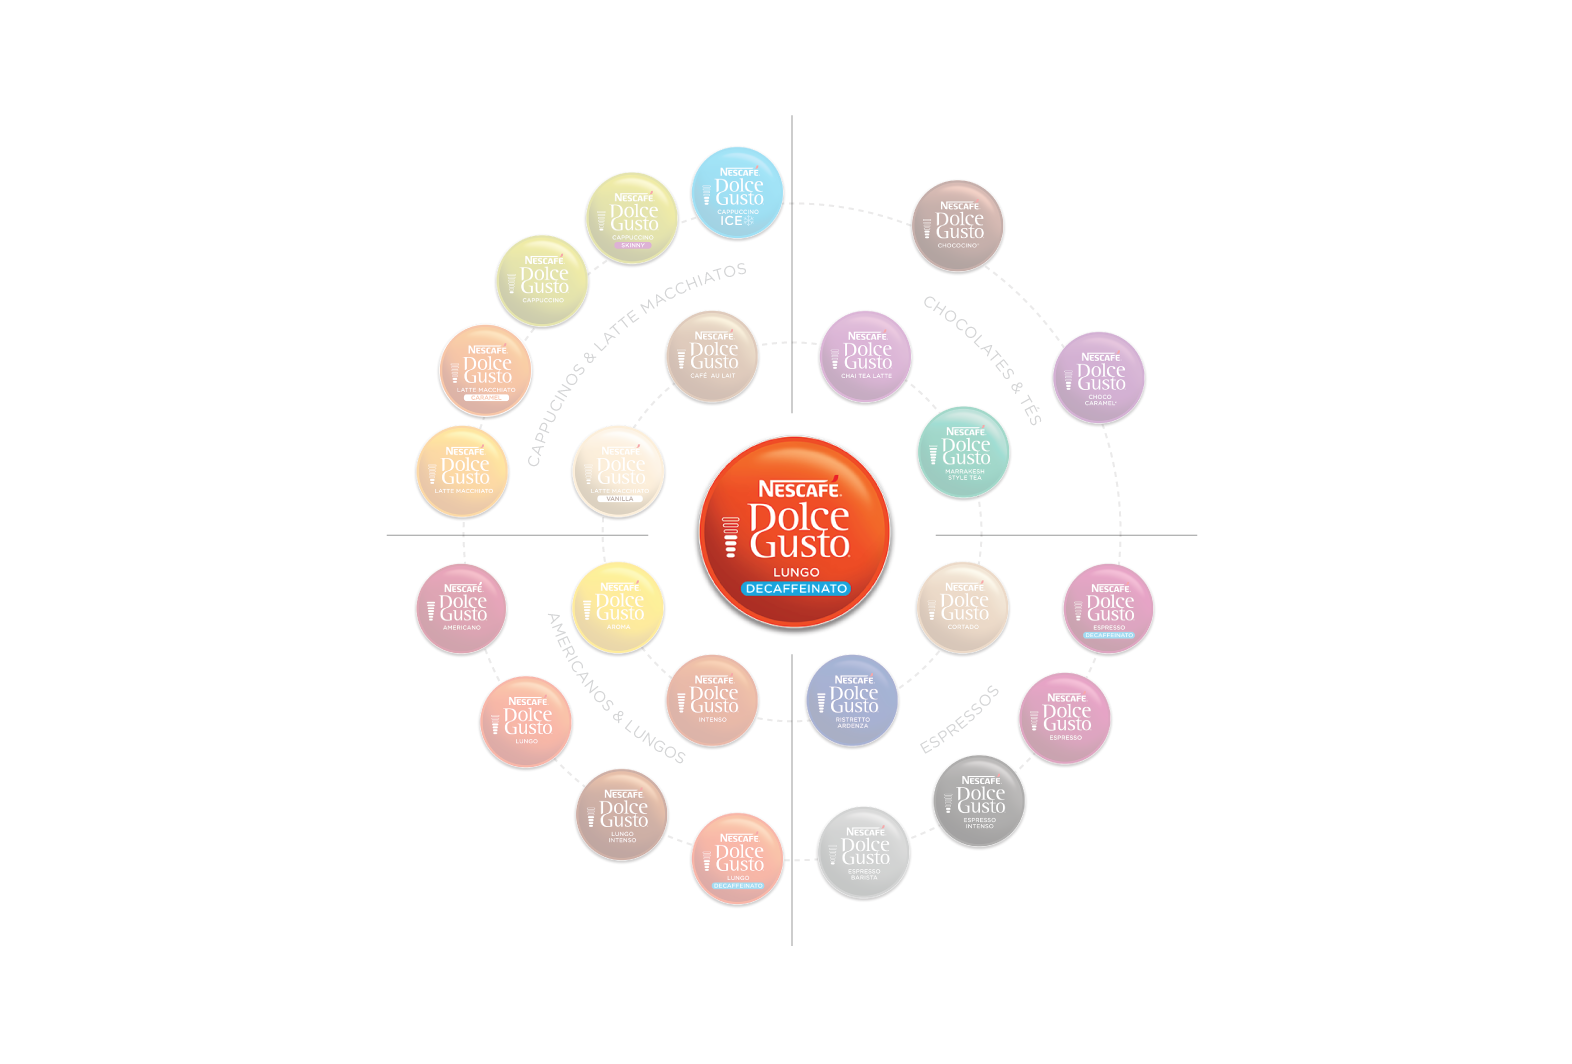 NESCAFÉ
Dolce
Gusto
CAPPUCCINO
ICE
NESCAFÉ
Dolce
Gusto
CAPPUCCINO
SKINNY
NESCAFÉ
Dolce
Gusto
CAPPUCCINO
NESCAFÉ
Dolce
Gusto
LATTE MACCHIATO
CARAMEL
NESCAFÉ
Dolce
Gusto
LATTE MACCHIATO
CAPPUCINOS & LATTE MACCHIATOS
NESCAFÉ
Dolce
Gusto
CAFÉ AU LAIT
NESCAFÉ
Dolce
Gusto
LATTE MACCHIATO
VANILLA
NESCAFÉ
Dolce
Gusto
CHOCOCINO
NESCAFÉ
Dolce
Gusto
CHOCO
CARAMEL
CHOCOLATES & TÉS
NESCAFÉ
Dolce
Gusto
CHAI TEA LATTE
NESCAFÉ
Dolce
Gusto
MARRAKESH
STYLE TEA
NESCAFÉ
Dolce
Gusto
LUNGO
DECAFFEINATO
NESCAFÉ
Dolce
Gusto
AMERICANO
NESCAFÉ
Dolce
Gusto
AROMA
AMERICANOS & LUNGOS
NESCAFÉ
Dolce
Gusto
INTENSO
NESCAFÉ
Dolce
Gusto
LUNGO
NESCAFÉ
Dolce
Gusto
LUNGO
INTENSO
NESCAFÉ
Dolce
Gusto
LUNGO
DECAFFEINATO
NESCAFÉ
Dolce
Gusto
CORTADO
NESCAFÉ
Dolce
Gusto
ESPRESSO
DECAFFEINATO
NESCAFÉ
Dolce
Gusto
RISTRETTO
ARDENZA
ESPRESSOS
NESCAFÉ
Dolce
Gusto
ESPRESSO
NESCAFÉ
Dolce
Gusto
ESPRESSO
INTENSO
NESCAFÉ
Dolce
Gusto
ESPRESSO
BARISTA